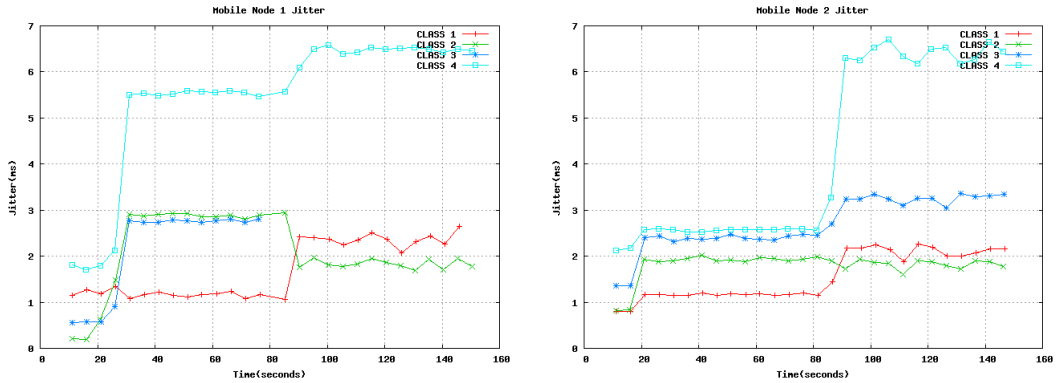 Mobile Node 1 Jitter
7
6
5
4
3
2
1
0
Jitter(ms)
CLASS 1
CLASS 2
CLASS 3
CLASS 4
0 20 40 60 80 100 120 140 160
Time(seconds)
Mobile Node 2 Jitter
7
6
5
4
3
2
1
0
Jitter(ms)
CLASS 1
CLASS 2
CLASS 3
CLASS 4
0 20 40 60 80 100 120 140 160
Time(seconds)